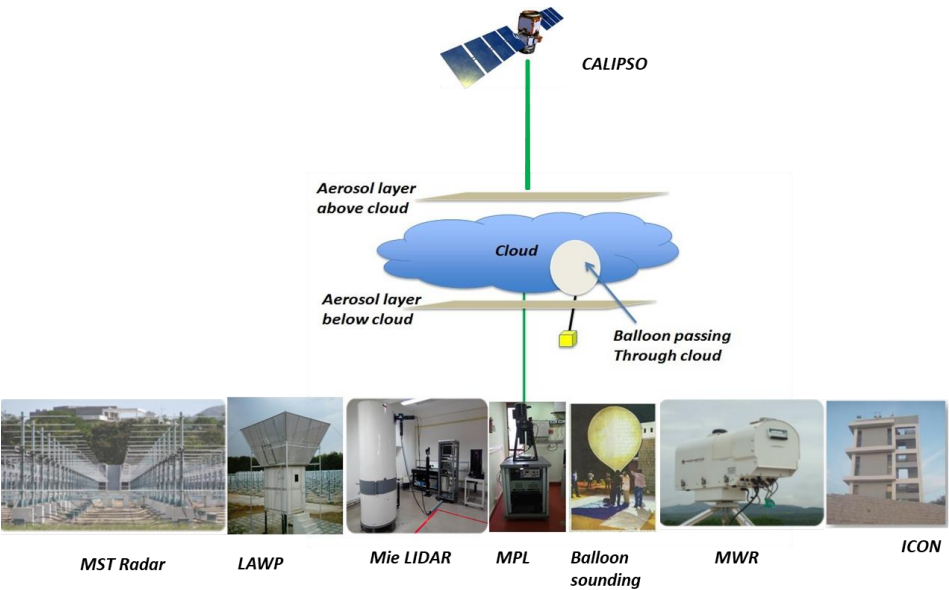 CALIPSO
Aerosol layer
above cloud
Cloud
Aerosol layer
below cloud
Balloon passing
Through cloud
MST Radar
LAWP
Mie LIDAR
MPL
Balloon
sounding
MWR
ICON